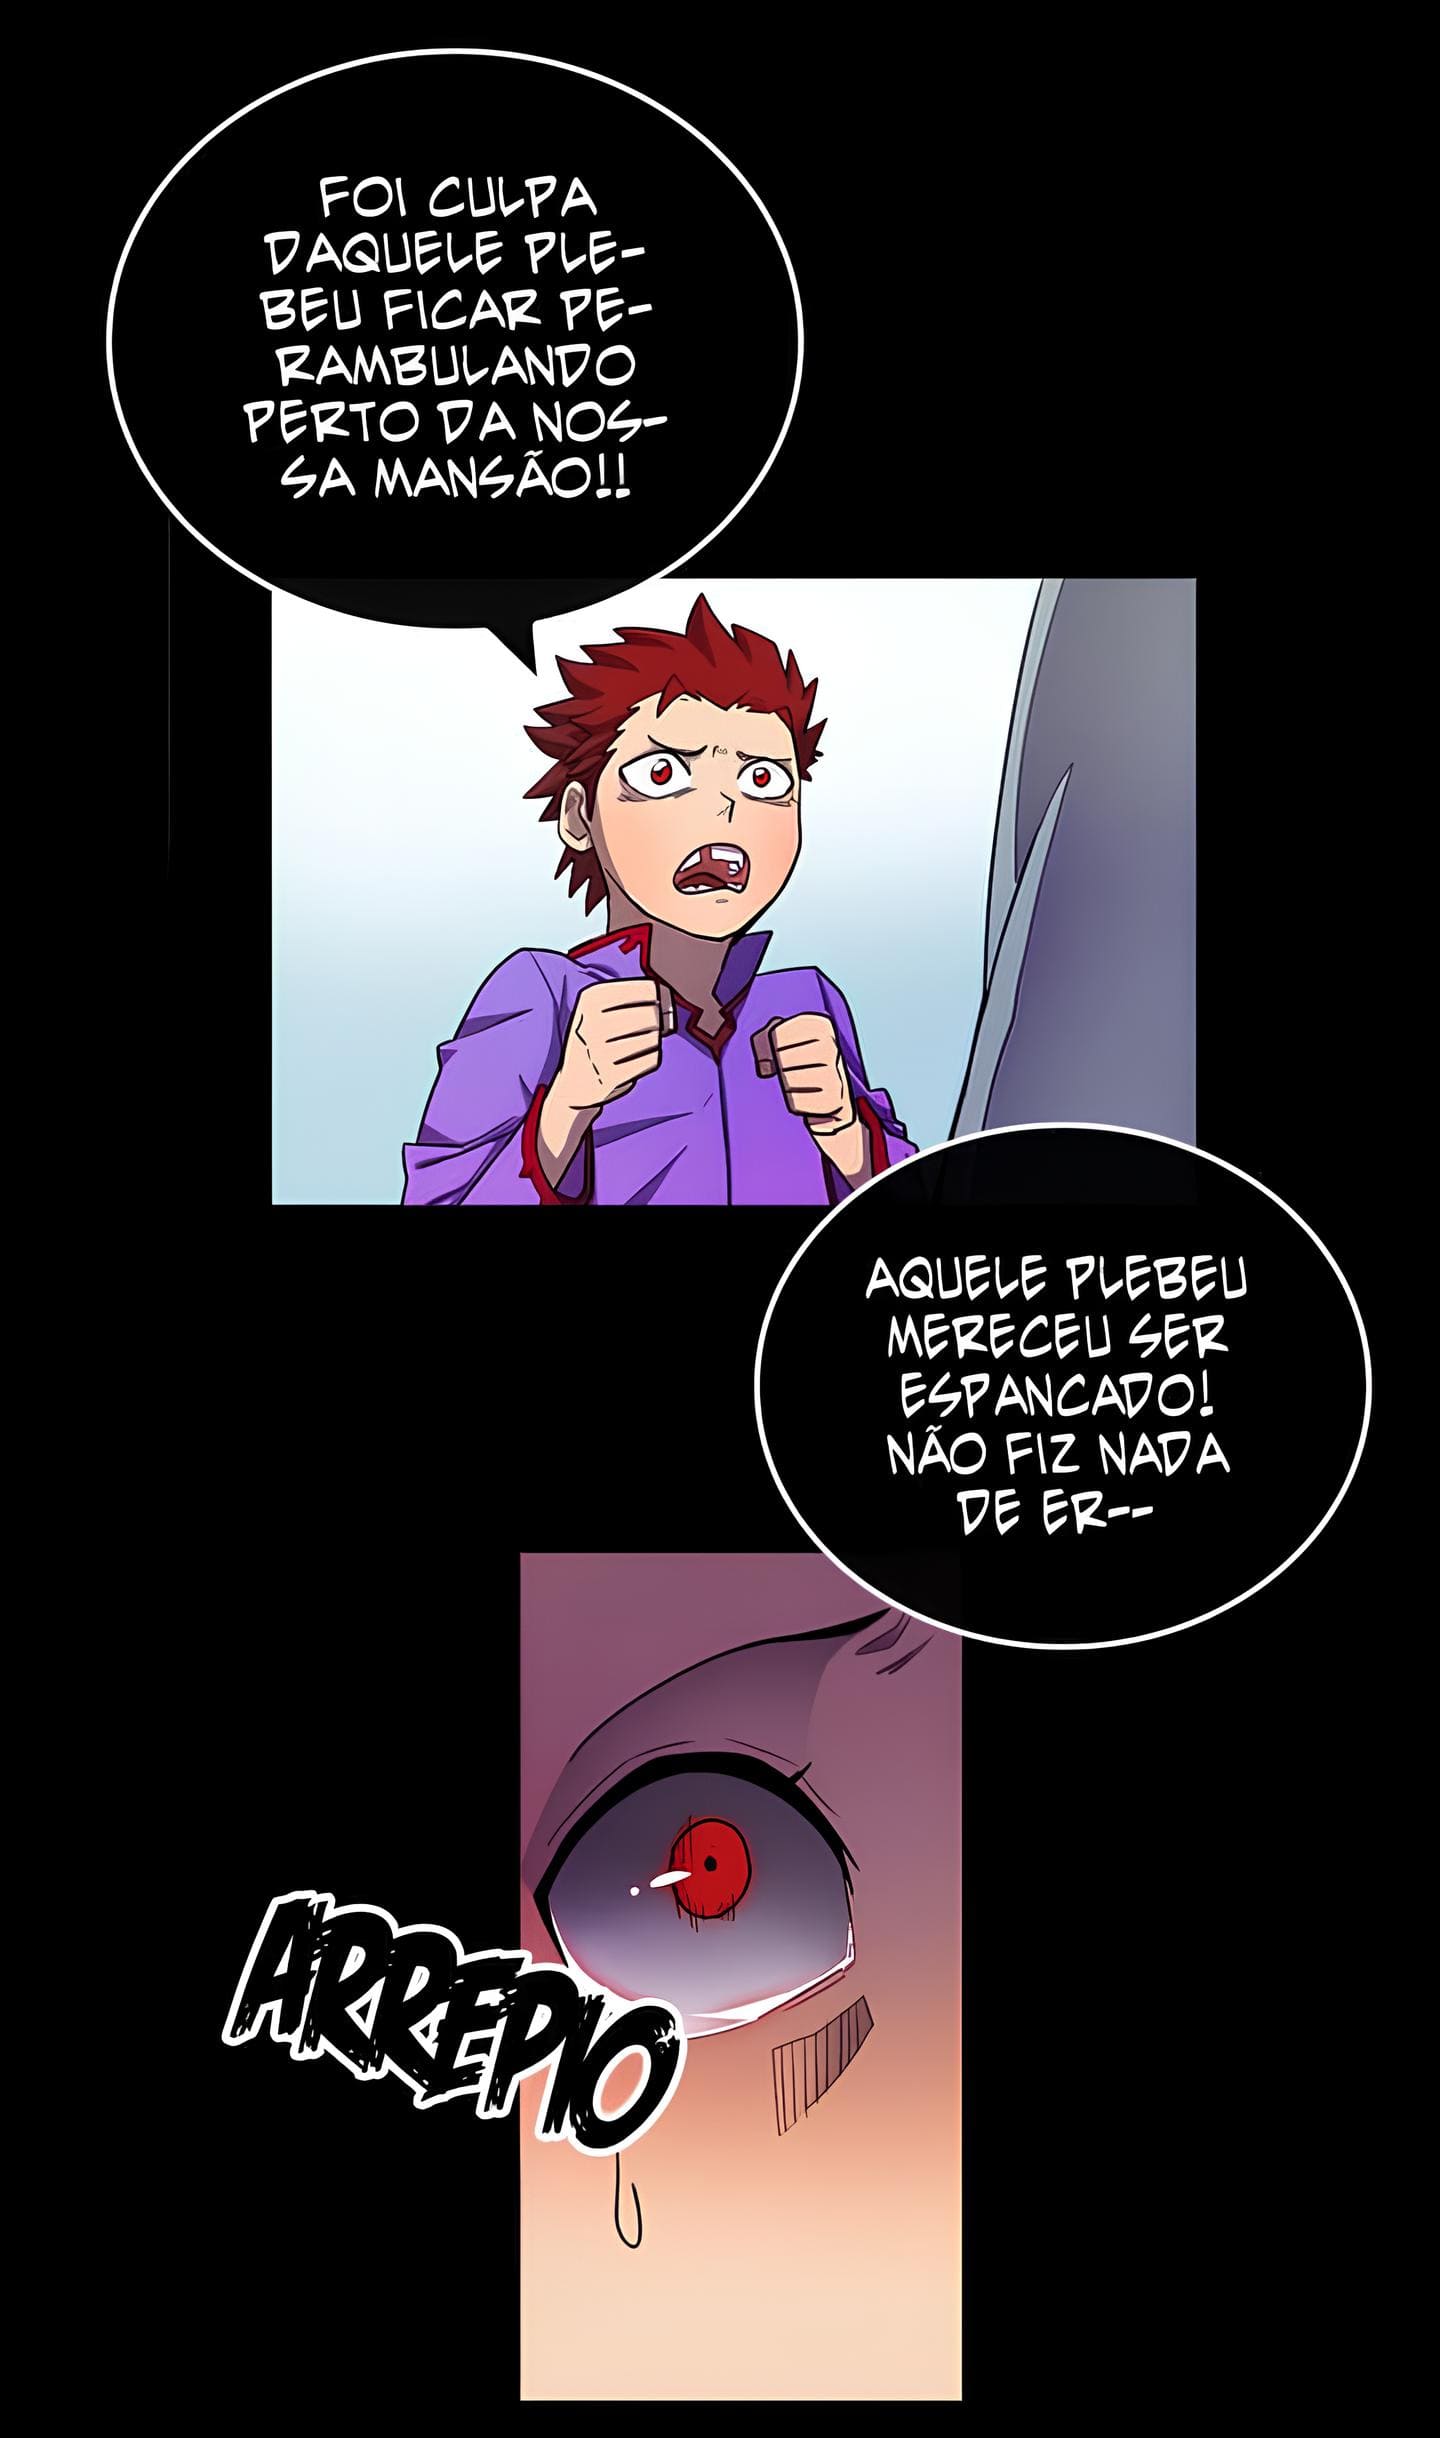 FOI CULPA
DAQUELE PLE-
BEU FICAR PE-
RAMBULANDO
PERTO DA NOS-
SA MANSÃO!!
AQUELE PLEBEU
MERECEU SER
ESPANCADO!
NÃO FIZ NADA
DE ER--
ARREPIO